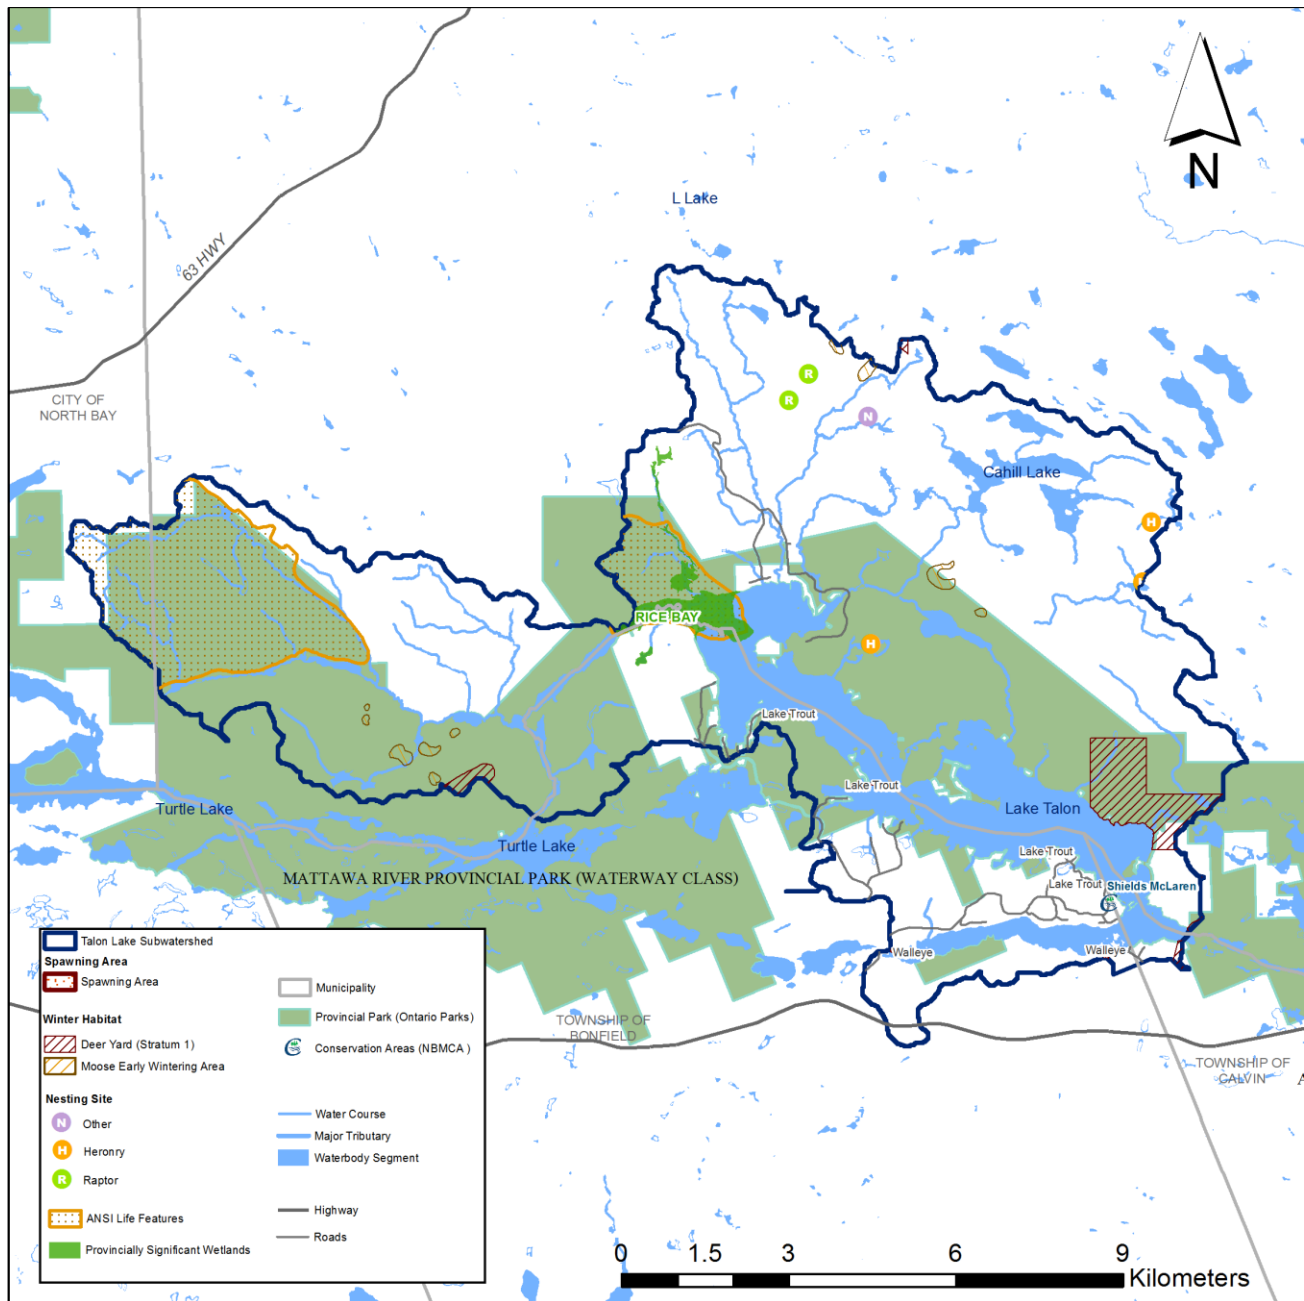 N
L Lake
63 HWY
CITY OF
NORTH BAY
R
R
N
Cahill Lake
H
RICE BAY
H
Lake Trout
Lake Trout
Turtle Lake
Lake Talon
Turtle Lake
Lake Trout
MATTAWA RIVER PROVINCIAL PARK (WATERWAY CLASS)
Lake Trout
Shields McLaren
Walleye
Walleye
TOWNSHIP OF
BONFIELD
TOWNSHIP OF
CALVIN
A
Talon Lake Subwatershed
Spawning Area
Spawning Area
Winter Habitat
Deer Yard (Stratum 1)
Moose Early Wintering Area
Nesting Site
N Other
H Heronry
R Raptor
ANSI Life Features
Provincially Significant Wetlands
Municipality
Provincial Park (Ontario Parks)
Conservation Areas (NBMCA )
Water Course
Major Tributary
Waterbody Segment
Highway
Roads
0 1.5 3 6 9
Kilometers